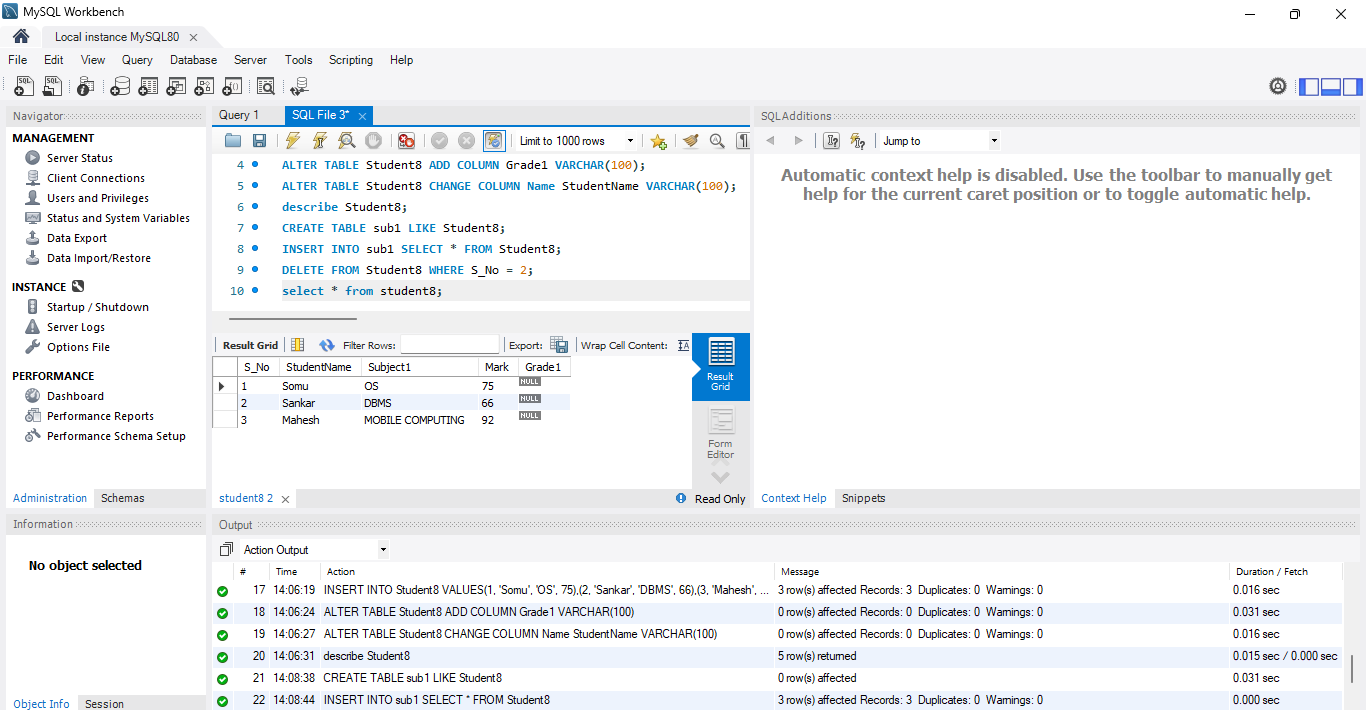 MySQL Workbench
Local instance MySQL80
File Edit View Query Database Server Tools Scripting Help
Navigator
MANAGEMENT
Server Status
Client Connections
Users and Privileges
Status and System Variables
Data Export
Data Import/Restore
INSTANCE
Startup / Shutdown
Server Logs
Options File
PERFORMANCE
Dashboard
Performance Reports
Performance Schema Setup
Administration Schemas
Information
No object selected
Object Info Session
Query 1 SQL File 3*
Limit to 1000 rows
4 ALTER TABLE Student8 ADD COLUMN Grade1 VARCHAR(100);
5 ALTER TABLE Student8 CHANGE COLUMN Name StudentName VARCHAR(100);
6 describe Student8;
7 CREATE TABLE sub1 LIKE Student8;
8 INSERT INTO sub1 SELECT * FROM Student8;
9 DELETE FROM Student8 WHERE S_No = 2;
10 select * from student8;
Result Grid Filter Rows: Export: Wrap Cell Content:
S_No StudentName Subject1 Mark Grade1
1 Somu OS 75 NULL
2 Sankar DBMS 66 NULL
3 Mahesh MOBILE COMPUTING 92 NULL
Result
Grid
Form
Editor
student8 2
Read Only
SQLAdditions
Jump to
Automatic context help is disabled. Use the toolbar to manually get
help for the current caret position or to toggle automatic help.
Context Help Snippets
Output
Action Output
# Time Action Message Duration / Fetch
17 14:06:19 INSERT INTO Student8 VALUES(1, 'Somu', 'OS', 75),(2, 'Sankar', 'DBMS', 66),(3, 'Mahesh', ... 3 row(s) affected Records: 3 Duplicates: 0 Warnings: 0 0.016 sec
18 14:06:24 ALTER TABLE Student8 ADD COLUMN Grade1 VARCHAR(100) 0 row(s) affected Records: 0 Duplicates: 0 Warnings: 0 0.031 sec
19 14:06:27 ALTER TABLE Student8 CHANGE COLUMN Name StudentName VARCHAR(100) 0 row(s) affected Records: 0 Duplicates: 0 Warnings: 0 0.016 sec
20 14:06:31 describe Student8 5 row(s) returned 0.015 sec / 0.000 sec
21 14:08:38 CREATE TABLE sub1 LIKE Student8 0 row(s) affected 0.031 sec
22 14:08:44 INSERT INTO sub1 SELECT * FROM Student8 3 row(s) affected Records: 3 Duplicates: 0 Warnings: 0 0.000 sec